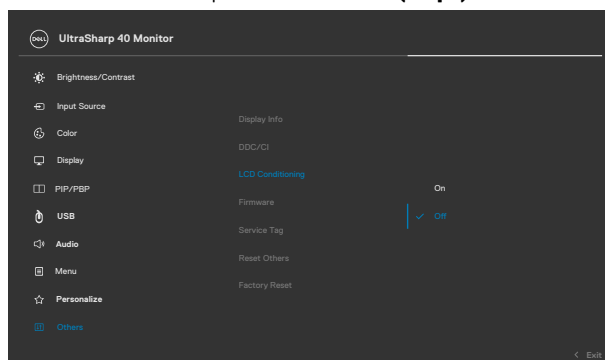 DELL
UltraSharp 40 Monitor
Brightness/Contrast
Input Source
Color
Display
PIP/PBP
USB
Audio
Menu
Personalize
Others
Display Info
DDC/CI
LCD Conditioning
Firmware
Service Tag
Reset Others
Factory Reset
On
Off
Exit